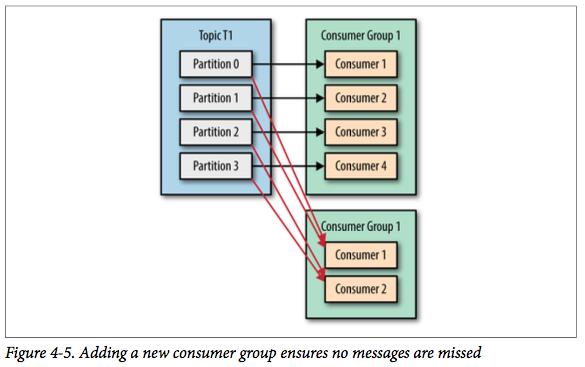 Topic T1
Partition 0
Partition 1
Partition 2
Partition 3
Consumer Group 1
Consumer 1
Consumer 2
Consumer 3
Consumer 4
Consumer Group 1
Consumer 1
Consumer 2
Figure 4-5. Adding a new consumer group ensures no messages are missed